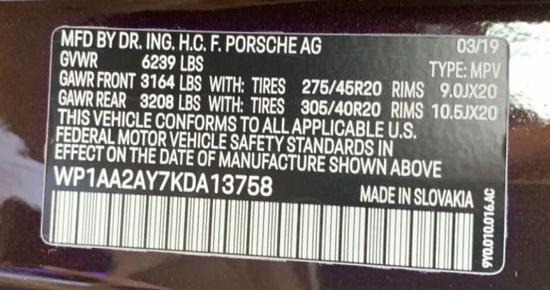 MFD BY DR. ING. H.C. F. PORSCHE AG 03/19
GVWR 6239 LBS TYPE: MPV
GAWR FRONT 3164 LBS WITH: TIRES 275/45R20 RIMS 9.0JX20
GAWR REAR 3208 LBS WITH: TIRES 305/40R20 RIMS 10.5JX20
THIS VEHICLE CONFORMS TO ALL APPLICABLE U.S.
FEDERAL MOTOR VEHICLE SAFETY STANDARDS IN
EFFECT ON THE DATE OF MANUFACTURE SHOWN ABOVE
WP1AA2AY7KDA13758 MADE IN SLOVAKIA
9Y0.010.016.AC